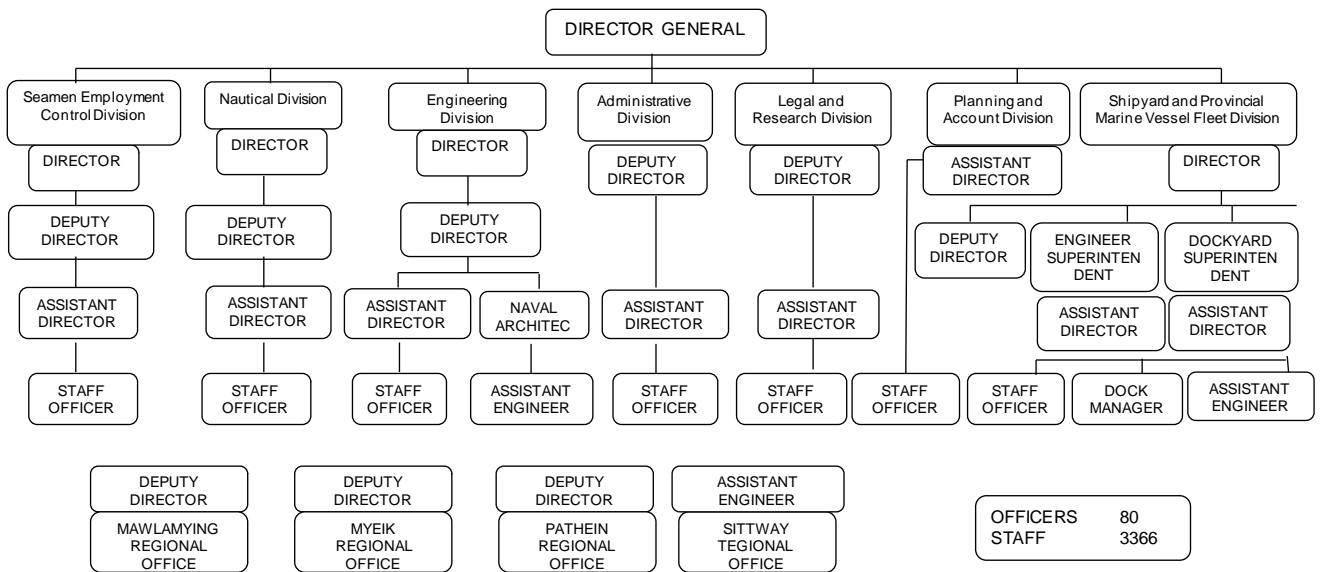 DIRECTOR GENERAL
Seamen Employment
Control Division
DIRECTOR
DEPUTY
DIRECTOR
ASSISTANT
DIRECTOR
STAFF
OFFICER
Nautical Division
DIRECTOR
DEPUTY
DIRECTOR
ASSISTANT
DIRECTOR
STAFF
OFFICER
Engineering
Division
DIRECTOR
DEPUTY
DIRECTOR
ASSISTANT
DIRECTOR
STAFF
OFFICER
NAVAL
ARCHITEC
ASSISTANT
ENGINEER
Administrative
Division
DEPUTY
DIRECTOR
ASSISTANT
DIRECTOR
STAFF
OFFICER
Legal and
Research Division
DEPUTY
DIRECTOR
ASSISTANT
DIRECTOR
STAFF
OFFICER
Planning and
Account Division
ASSISTANT
DIRECTOR
STAFF
OFFICER
Shipyard and Provincial
Marine Vessel Fleet Division
DIRECTOR
DEPUTY
DIRECTOR
ENGINEER
SUPERINTEN
DENT
DOCKYARD
SUPERINTEN
DENT
ASSISTANT
DIRECTOR
ASSISTANT
DIRECTOR
STAFF
OFFICER
DOCK
MANAGER
ASSISTANT
ENGINEER
DEPUTY
DIRECTOR
MAWLAMYING
REGIONAL
OFFICE
DEPUTY
DIRECTOR
MYEIK
REGIONAL
OFFICE
DEPUTY
DIRECTOR
PATHEIN
REGIONAL
OFFICE
ASSISTANT
ENGINEER
SITTWAY
TEGIONAL
OFFICE
OFFICERS 80
STAFF 3366